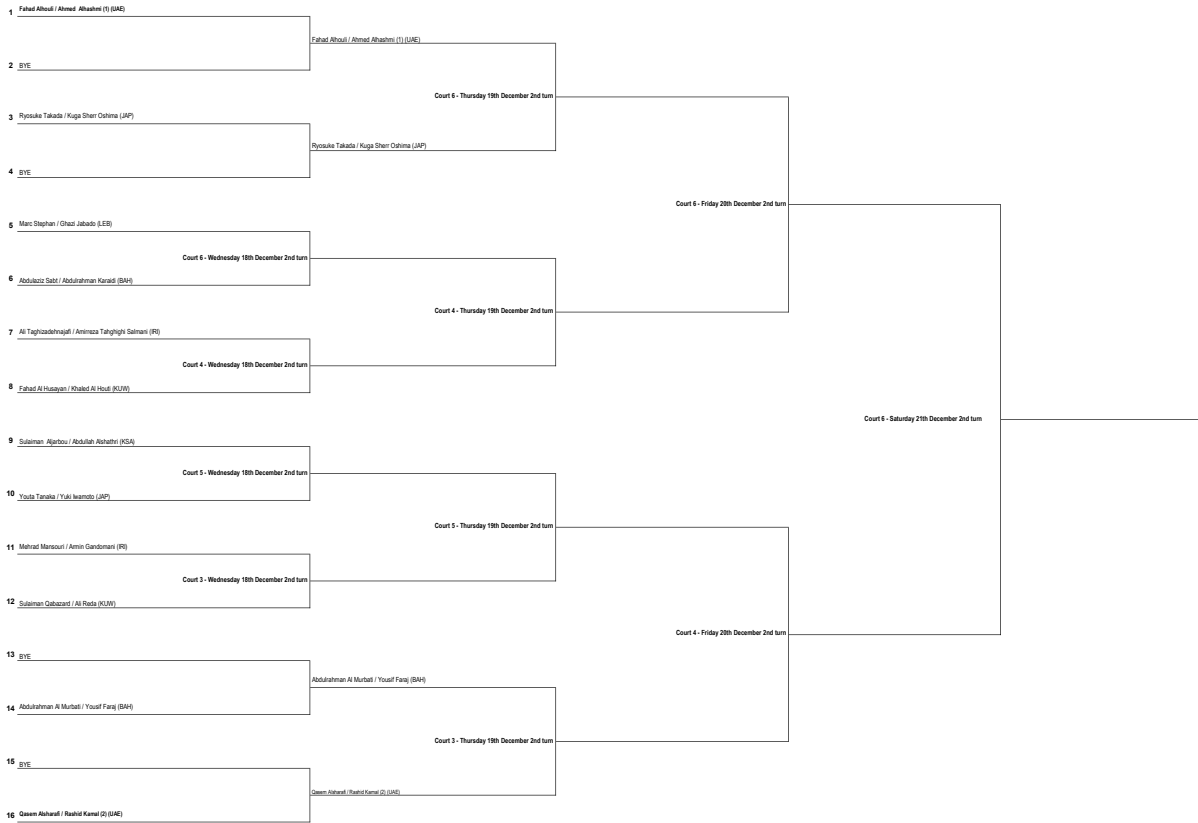 1 Fahad Alhouli / Ahmed Alhashmi (1) (UAE)
Fahad Alhouli / Ahmed Alhashmi (1) (UAE)
2 BYE
Court 6 - Thursday 19th December 2nd turn
3 Ryosuke Takada / Kuga Sherr Oshima (JAP)
Ryosuke Takada / Kuga Sherr Oshima (JAP)
4 BYE
Court 6 - Friday 20th December 2nd turn
5 Marc Stephan / Ghazi Jabado (LEB)
Court 6 - Wednesday 18th December 2nd turn
6 Abdulaziz Sabt / Abdulrahman Karaidi (BAH)
Court 4 - Thursday 19th December 2nd turn
7 Ali Taghizadehnajafi / Amirreza Tahghighi Salmani (IRI)
Court 4 - Wednesday 18th December 2nd turn
8 Fahad Al Husayan / Khaled Al Houti (KUW)
Court 6 - Saturday 21th December 2nd turn
9 Sulaiman Aljarbou / Abdullah Alshathri (KSA)
Court 5 - Wednesday 18th December 2nd turn
10 Youta Tanaka / Yuki Iwamoto (JAP)
Court 5 - Thursday 19th December 2nd turn
11 Mehrad Mansouri / Armin Gandomani (IRI)
Court 3 - Wednesday 18th December 2nd turn
12 Sulaiman Qabazard / Ali Reda (KUW)
Court 4 - Friday 20th December 2nd turn
13 BYE
Abdulrahman Al Murbati / Yousif Faraj (BAH)
14 Abdulrahman Al Murbati / Yousif Faraj (BAH)
Court 3 - Thursday 19th December 2nd turn
15 BYE
Qasem Alsharafi / Rashid Kamal (2) (UAE)
16 Qasem Alsharafi / Rashid Kamal (2) (UAE)